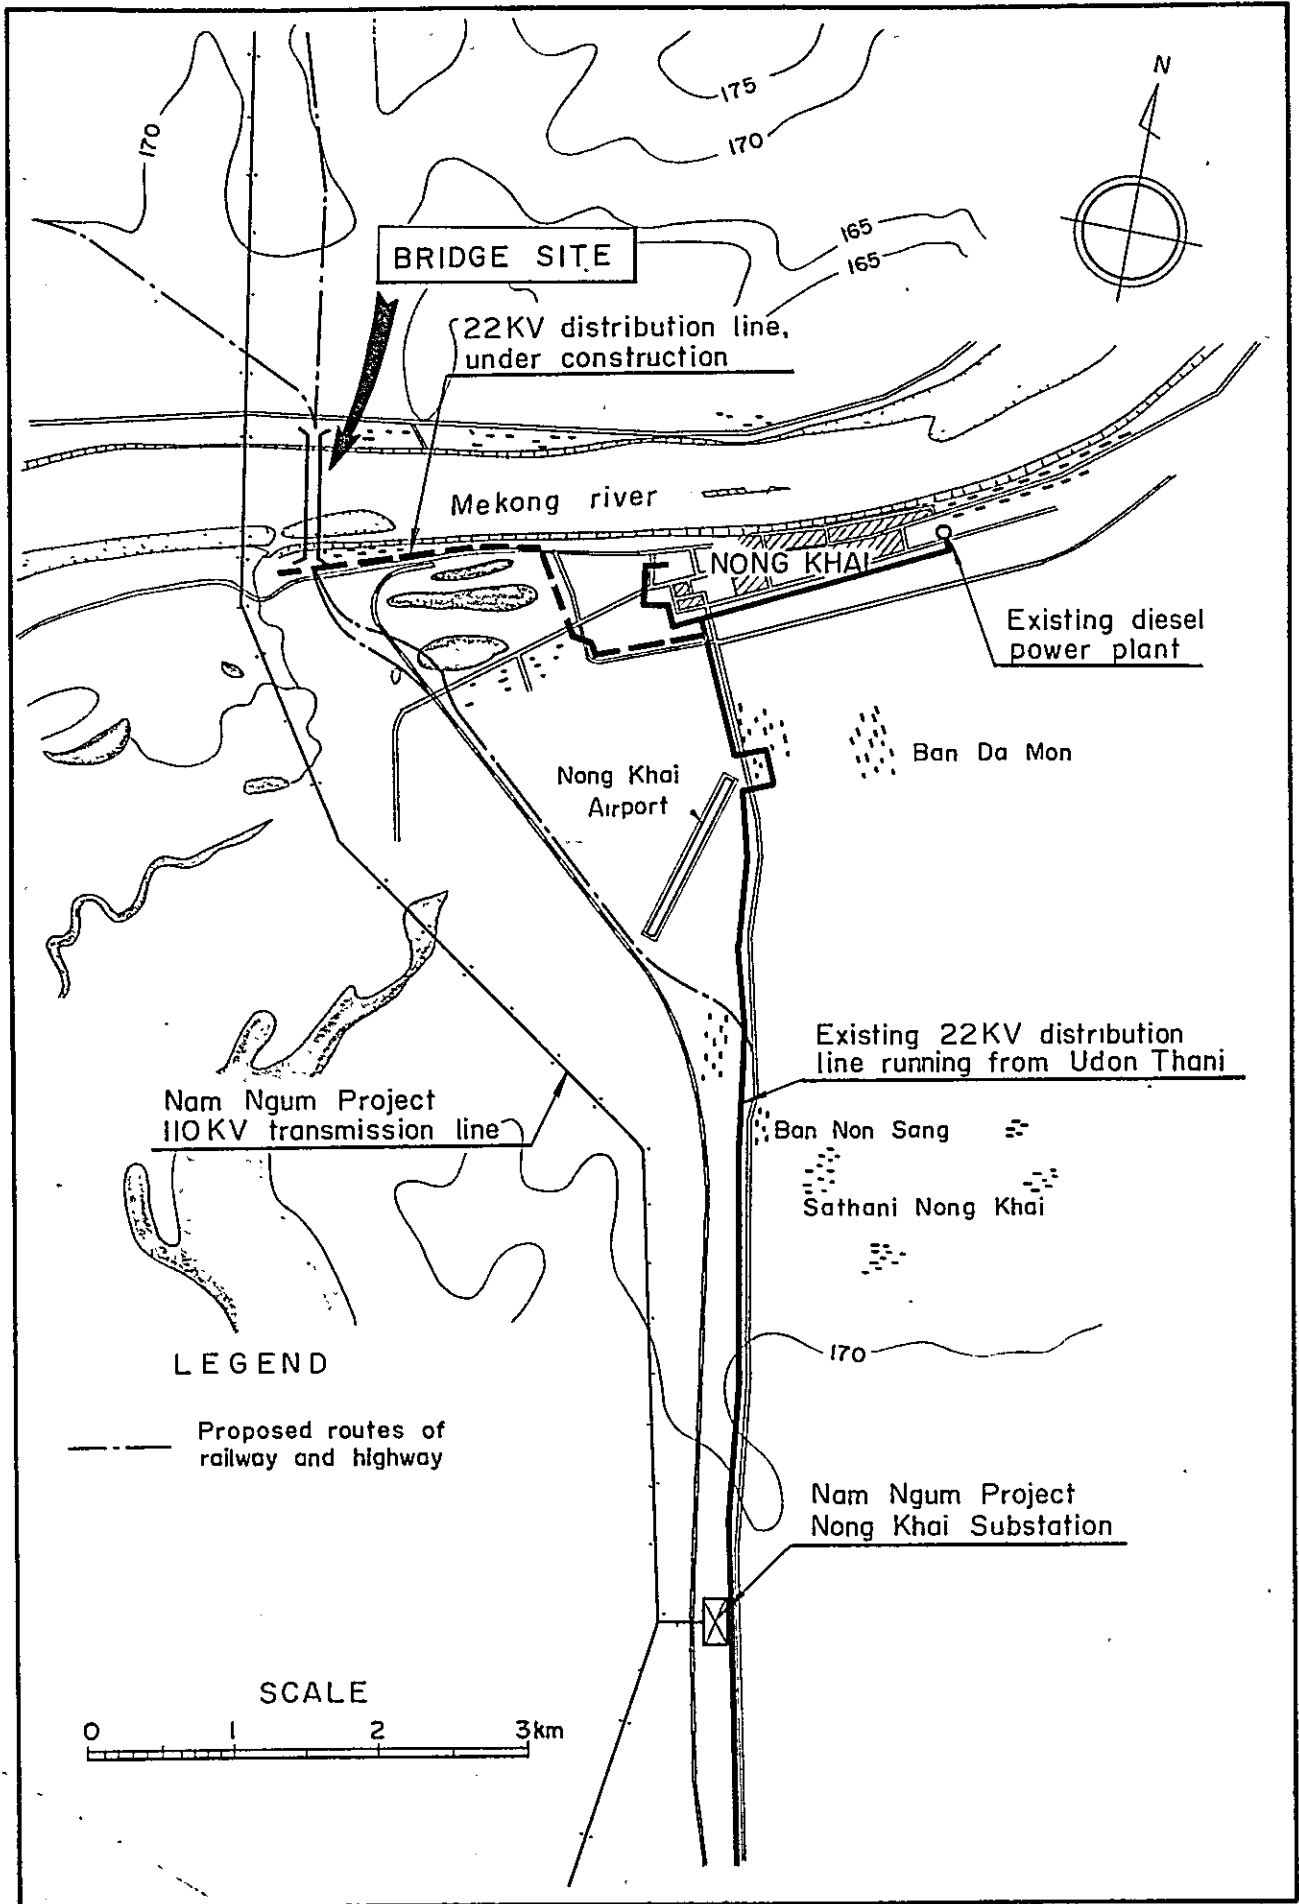 175
170
170
N
165
165
BRIDGE SITE
22KV distribution line,
under construction
Mekong river
NONG KHAI
Existing diesel
power plant
Ban Da Mon
Nong Khai
Airport
Existing 22KV distribution
line running from Udon Thani
Nam Ngum Project
110KV transmission line
Ban Non Sang
Sathani Nong Khai
170
LEGEND
Proposed routes of
railway and highway
Nam Ngum Project
Nong Khai Substation
SCALE
0 1 2 3km